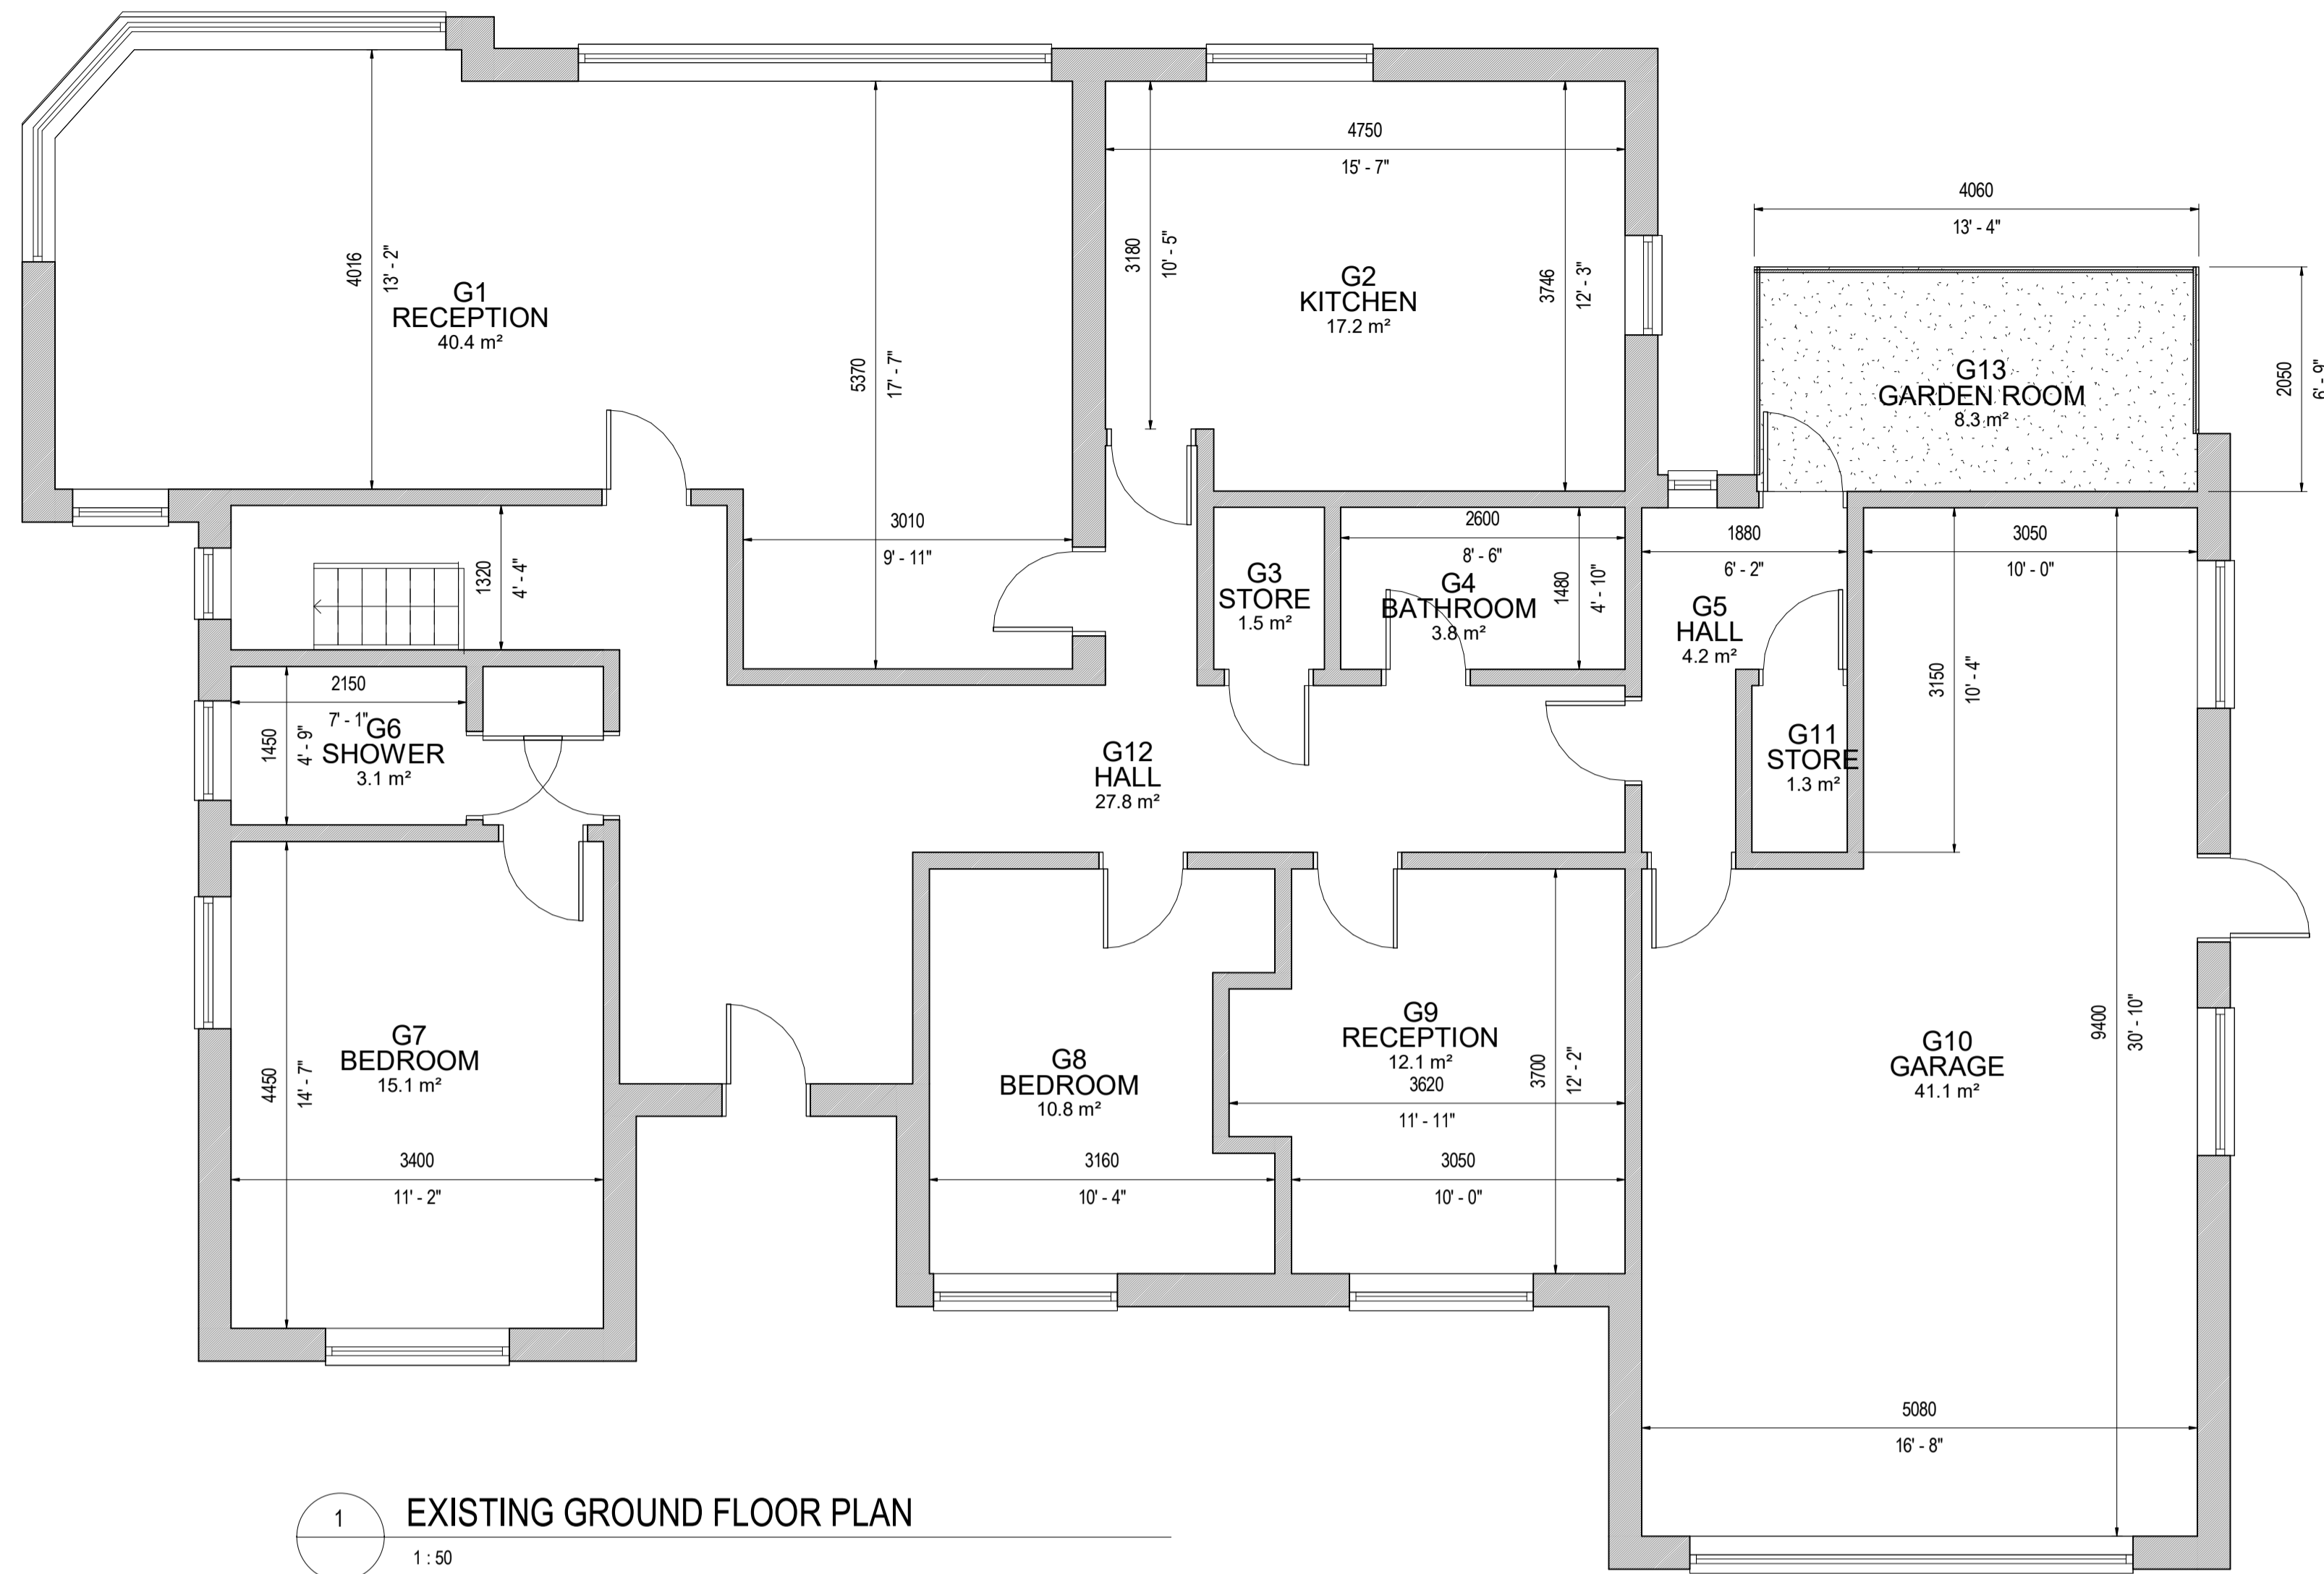 4016
13' - 2"
G1
RECEPTION
40.4 m²
5370
17' - 7"
3010
9' - 11"
4750
15' - 7"
3180
10' - 5"
G2
KITCHEN
17.2 m²
3746
12' - 3"
4060
13' - 4"
G13
GARDEN ROOM
8.3 m²
2050
6' - 9"
1320
4' - 4"
G3
STORE
1.5 m²
2600
8' - 6"
G4
BATHROOM
3.8 m²
1480
4' - 10"
1880
6' - 2"
G5
HALL
4.2 m²
3050
10' - 0"
3150
10' - 4"
2150
7' - 1"
1450
4' - 9"
G6
SHOWER
3.1 m²
G12
HALL
27.8 m²
G11
STORE
1.3 m²
G7
BEDROOM
15.1 m²
4450
14' - 7"
3400
11' - 2"
G8
BEDROOM
10.8 m²
3160
10' - 4"
G9
RECEPTION
12.1 m²
3620
11' - 11"
3700
12' - 2"
3050
10' - 0"
G10
GARAGE
41.1 m²
9400
30' - 10"
5080
16' - 8"
1
EXISTING GROUND FLOOR PLAN
1 : 50